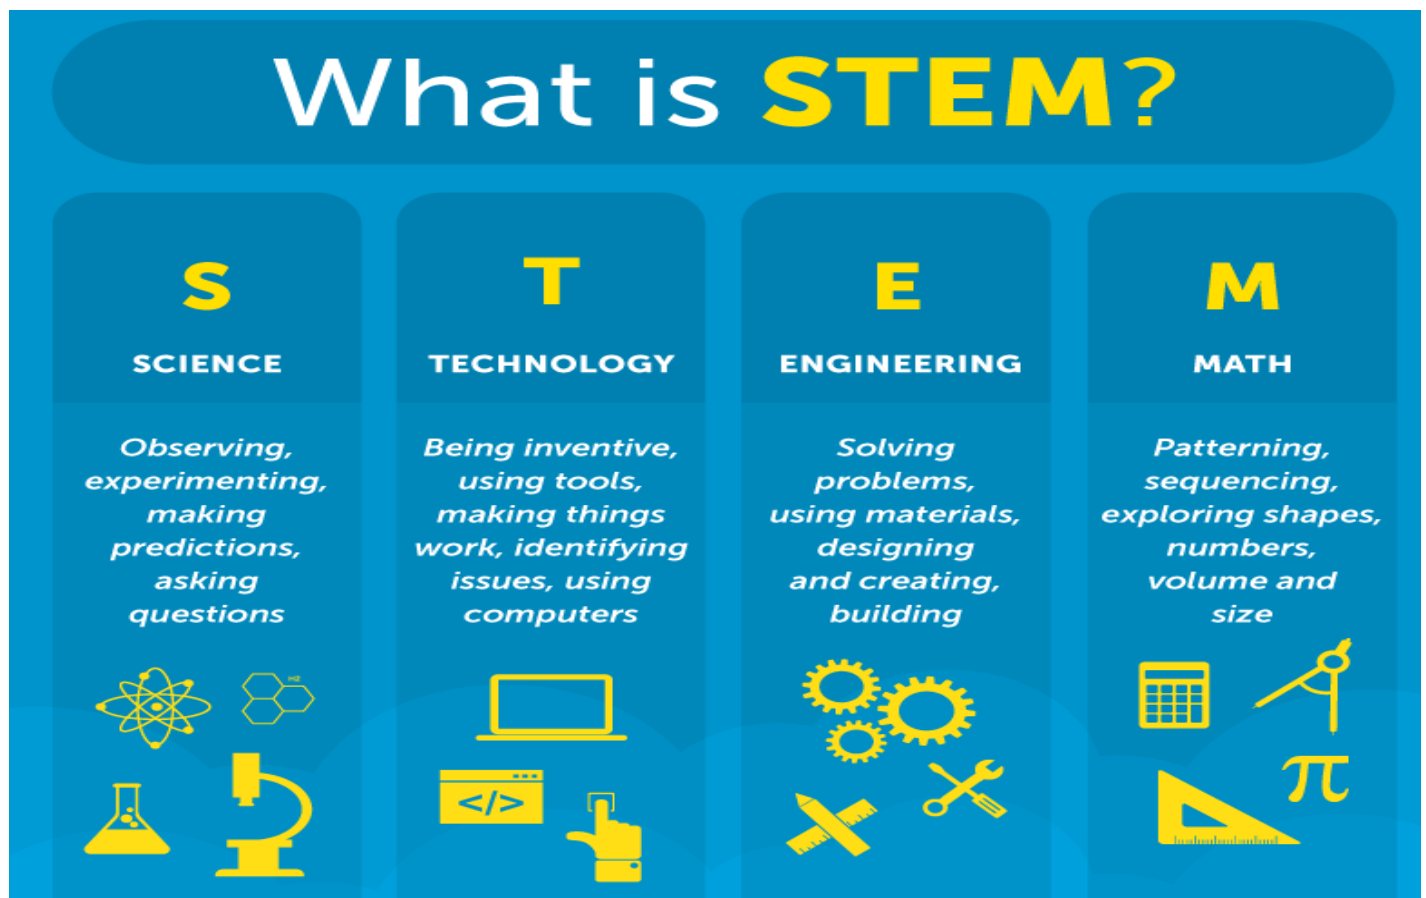 What is STEM?
S
SCIENCE
Observing,
experimenting,
making
predictions,
asking
questions
HZ
T
TECHNOLOGY
Being inventive,
using tools,
making things
work, identifying
issues, using
computers
</>
E
ENGINEERING
Solving
problems,
using materials,
designing
and creating,
building
M
MATH
Patterning,
sequencing,
exploring shapes,
numbers,
volume and
size
π